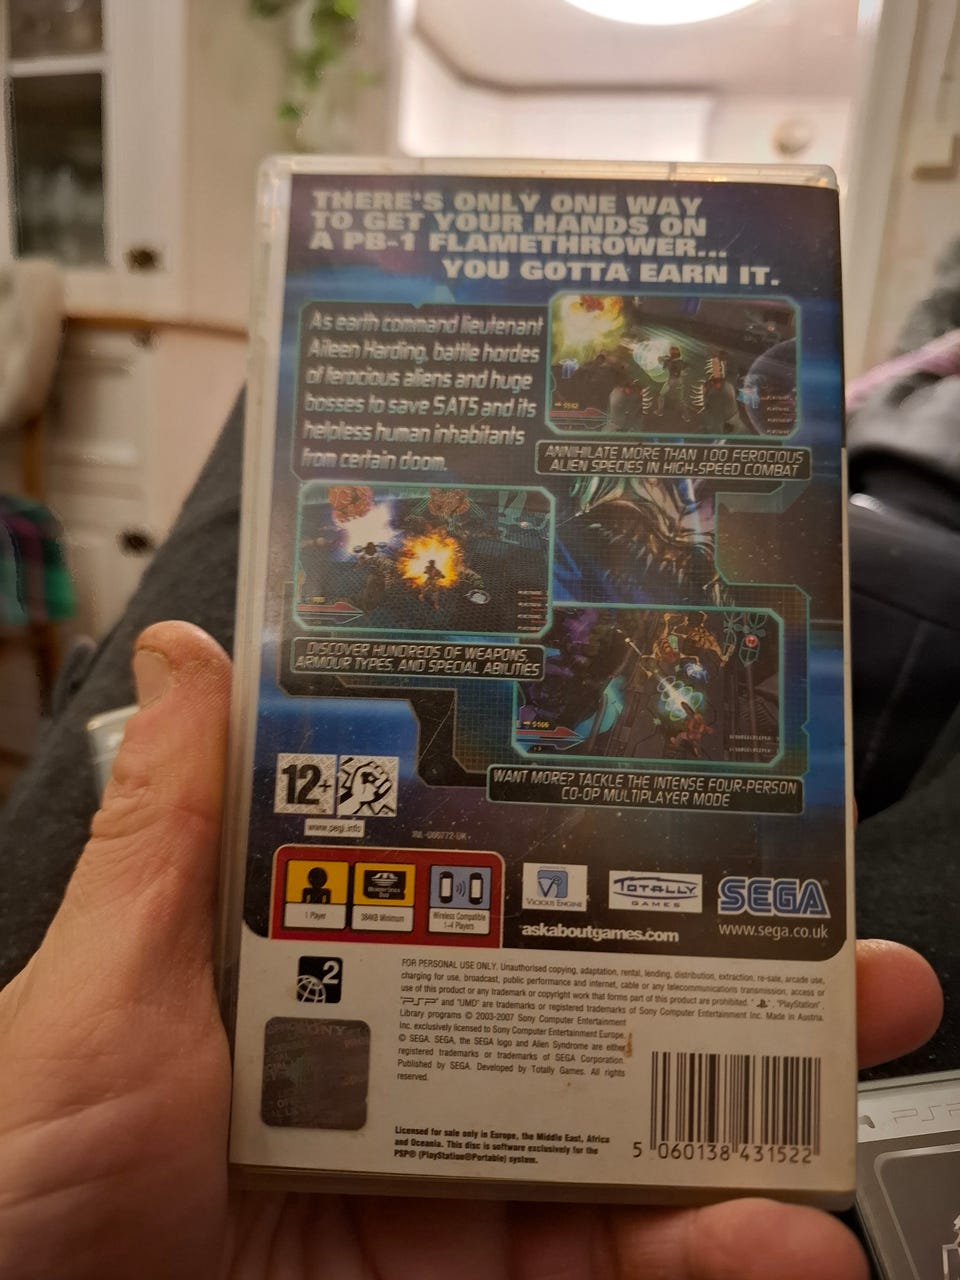 THERE'S ONLY ONE WAY
TO GET YOUR HANDS ON
A PB-1 FLAMETHROWER...
YOU GOTTA EARN IT.
As earth command lieutenant
Aileen Harding, battle hordes
of ferocious aliens and huge
bosses to save SAT5 and its
helpless human inhabitants
from certain doom.
ANNIHILATE MORE THAN 100 FEROCIOUS
ALIEN SPECIES IN HIGH-SPEED COMBAT
DISCOVER HUNDREDS OF WEAPONS,
ARMOUR TYPES, AND SPECIAL ABILITIES
WANT MORE? TACKLE THE INTENSE FOUR-PERSON
CO-OP MULTIPLAYER MODE
12+
www.pegi.info
1 Player
Memory Stick
Duo
384KB Minimum
Wireless Compatible
1-4 Players
VICIOUS ENGINE
TOTALLY
GAMES
SEGA
askaboutgames.com
www.sega.co.uk
2
FOR PERSONAL USE ONLY. Unauthorised copying, adaptation, rental, lending, distribution, extraction, re-sale, arcade use,
charging for use, broadcast, public performance and internet, cable or any telecommunications transmission, access or
use of this product or any trademark or copyright work that forms part of this product are prohibited. "PlayStation",
"PSP" and "UMD" are trademarks or registered trademarks of Sony Computer Entertainment Inc. Made in Austria.
Library programs © 2003-2007 Sony Computer Entertainment
Inc. exclusively licensed to Sony Computer Entertainment Europe.
© SEGA. SEGA, the SEGA logo and Alien Syndrome are either
registered trademarks or trademarks of SEGA Corporation.
Published by SEGA. Developed by Totally Games. All rights
reserved.
Licensed for sale only in Europe, the Middle East, Africa
and Oceania. This disc is software exclusively for the
PSP® (PlayStation®Portable) system.
5 060138 431522
PSP